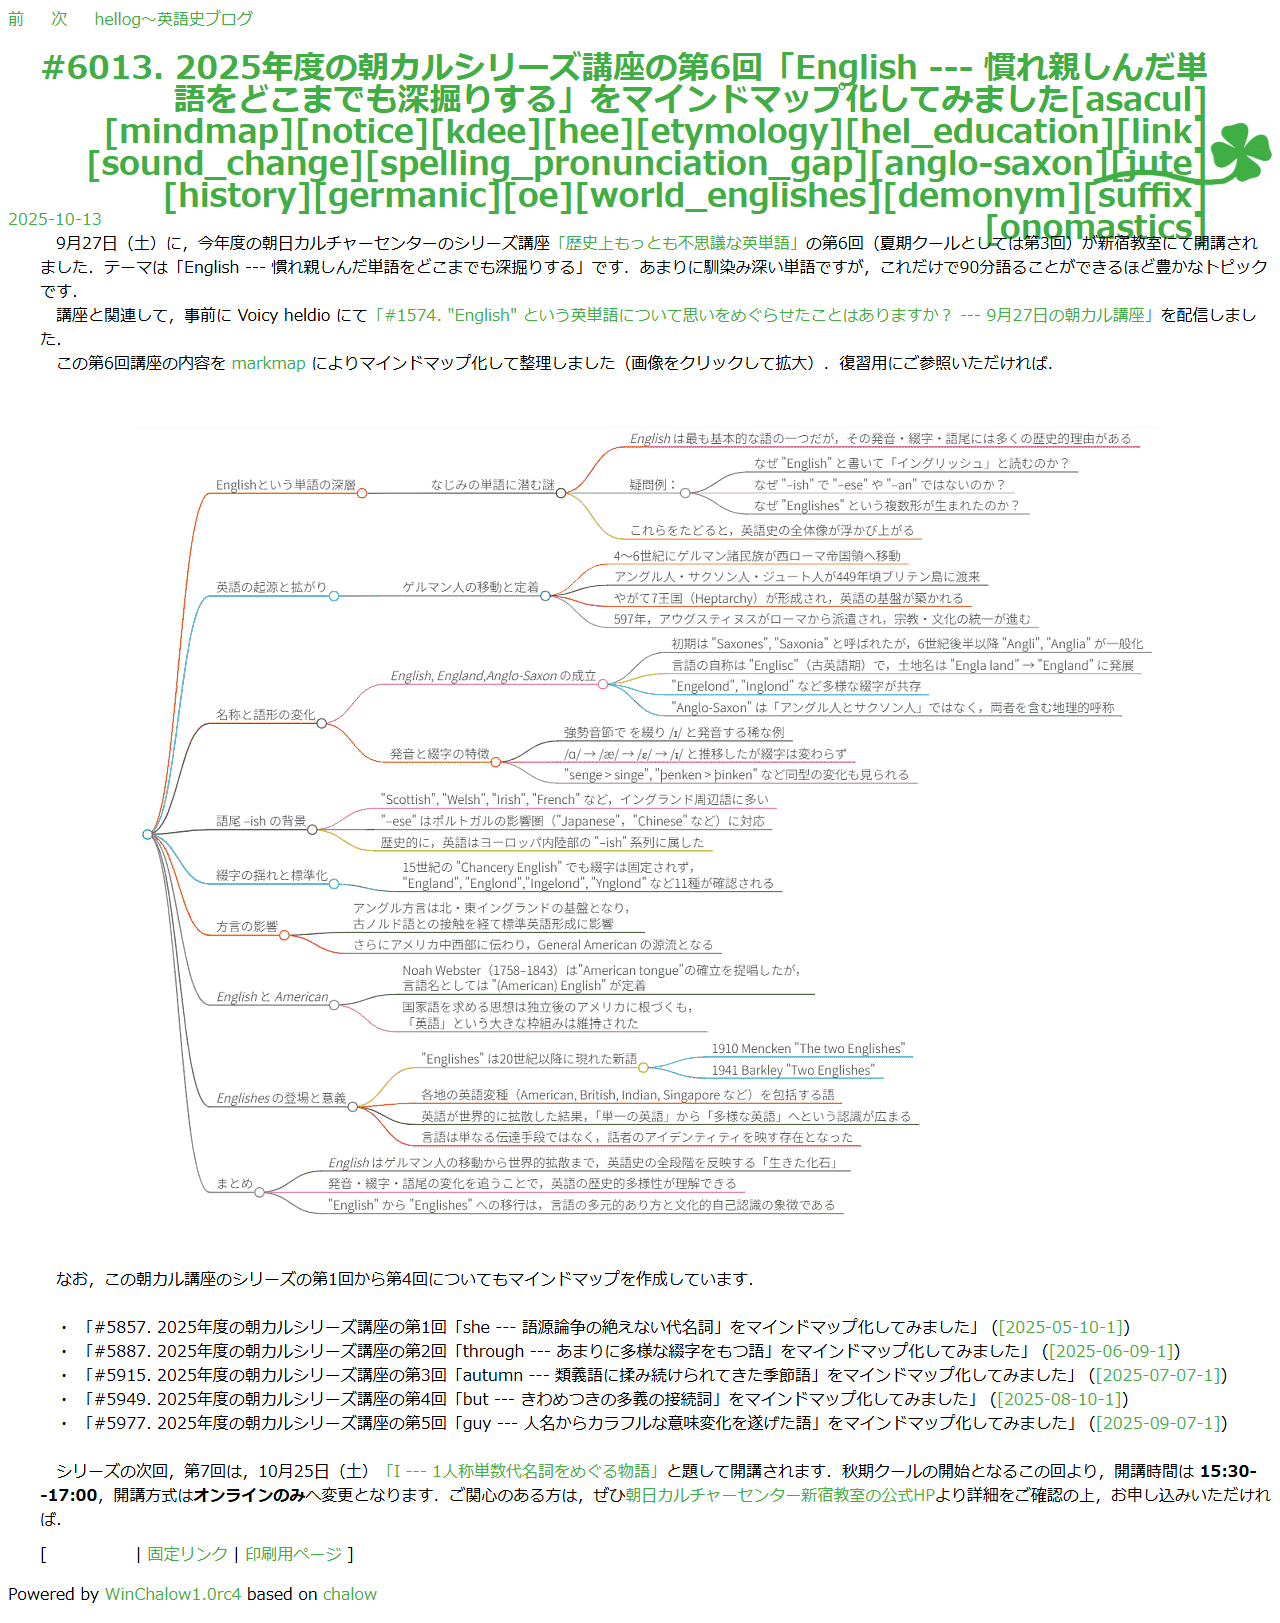 前 次 hellog～英語史ブログ
#6013. 2025年度の朝カルシリーズ講座の第6回「English --- 慣れ親しんだ単
語をどこまでも深掘りする」をマインドマップ化してみました[asacul]
[mindmap][notice][kdee][hee][etymology][hel_education][link]
[sound_change][spelling_pronunciation_gap][anglo-saxon][jute]
[history][germanic][oe][world_englishes][demonym][suffix]
[onomastics]
2025-10-13
9月27日（土）に，今年度の朝日カルチャーセンターのシリーズ講座「歴史上もっとも不思議な英単語」の第6回（夏期クールとしては第3回）が新宿教室にて開講され
ました．テーマは「English --- 慣れ親しんだ単語をどこまでも深掘りする」です．あまりに馴染み深い単語ですが，これだけで90分語ることができるほど豊かなトピック
です．
講座と関連して，事前に Voicy heldio にて「#1574. "English" という英単語について思いをめぐらせたことはありますか？ --- 9月27日の朝カル講座」を配信しまし
た．
この第6回講座の内容を markmap によりマインドマップ化して整理しました（画像をクリックして拡大）．復習用にご参照いただければ．
Englishという単語の深層
なじみの単語に潜む謎
English は最も基本的な語の一つだが，その発音・綴字・語尾には多くの歴史的理由がある
疑問例：
なぜ "English" と書いて「イングリッシュ」と読むのか？
なぜ "–ish" で "–ese" や "–an" ではないのか？
なぜ "Englishes" という複数形が生まれたのか？
これらをたどると，英語史の全体像が浮かび上がる
英語の起源と拡がり
ゲルマン人の移動と定着
4〜6世紀にゲルマン諸民族が西ローマ帝国領へ移動
アングル人・サクソン人・ジュート人が449年頃ブリテン島に渡来
やがて7王国（Heptarchy）が形成され，英語の基盤が築かれる
597年，アウグスティヌスがローマから派遣され，宗教・文化の統一が進む
名称と語形の変化
English, England,Anglo-Saxon の成立
初期は "Saxones", "Saxonia" と呼ばれたが，6世紀後半以降 "Angli", "Anglia" が一般化
言語の自称は "Englisc"（古英語期）で，土地名は "Engla land" → "England" に発展
"Engelond", "Inglond" など多様な綴字が共存
"Anglo-Saxon" は「アングル人とサクソン人」ではなく，両者を含む地理的呼称
発音と綴字の特徴
強勢音節で を綴り /ɪ/ と発音する稀な例
/ɑ/ → /æ/ → /ɛ/ → /ɪ/ と推移したが綴字は変わらず
"senge > singe", "þenken > þinken" など同型の変化も見られる
語尾 –ish の背景
"Scottish", "Welsh", "Irish", "French" など，イングランド周辺語に多い
"–ese" はポルトガルの影響圏（"Japanese"，"Chinese" など）に対応
歴史的に，英語はヨーロッパ内陸部の "–ish" 系列に属した
綴字の揺れと標準化
15世紀の "Chancery English" でも綴字は固定されず，
"England", "Englond","Ingelond", "Ynglond" など11種が確認される
方言の影響
アングル方言は北・東イングランドの基盤となり，
古ノルド語との接触を経て標準英語形成に影響
さらにアメリカ中西部に伝わり，General American の源流となる
English と American
Noah Webster（1758–1843）は"American tongue"の確立を提唱したが，
言語名としては "(American) English" が定着
国家語を求める思想は独立後のアメリカに根づくも，
「英語」という大きな枠組みは維持された
Englishes の登場と意義
"Englishes" は20世紀以降に現れた新語
1910 Mencken "The two Englishes"
1941 Barkley "Two Englishes"
各地の英語変種（American, British, Indian, Singapore など）を包括する語
英語が世界的に拡散した結果，「単一の英語」から「多様な英語」へという認識が広まる
言語は単なる伝達手段ではなく，話者のアイデンティティを映す存在となった
まとめ
English はゲルマン人の移動から世界的拡散まで，英語史の全段階を反映する「生きた化石」
発音・綴字・語尾の変化を追うことで，英語の歴史的多様性が理解できる
"English" から "Englishes" への移行は，言語の多元的あり方と文化的自己認識の象徴である
なお，この朝カル講座のシリーズの第1回から第4回についてもマインドマップを作成しています．
・ 「#5857. 2025年度の朝カルシリーズ講座の第1回「she --- 語源論争の絶えない代名詞」をマインドマップ化してみました」 ([2025-05-10-1])
・ 「#5887. 2025年度の朝カルシリーズ講座の第2回「through --- あまりに多様な綴字をもつ語」をマインドマップ化してみました」 ([2025-06-09-1])
・ 「#5915. 2025年度の朝カルシリーズ講座の第3回「autumn --- 類義語に揉み続けられてきた季節語」をマインドマップ化してみました」 ([2025-07-07-1])
・ 「#5949. 2025年度の朝カルシリーズ講座の第4回「but --- きわめつきの多義の接続詞」をマインドマップ化してみました」 ([2025-08-10-1])
・ 「#5977. 2025年度の朝カルシリーズ講座の第5回「guy --- 人名からカラフルな意味変化を遂げた語」をマインドマップ化してみました」 ([2025-09-07-1])
シリーズの次回，第7回は，10月25日（土）「I --- 1人称単数代名詞をめぐる物語」と題して開講されます．秋期クールの開始となるこの回より，開講時間は 15:30-
-17:00，開講方式はオンラインのみへ変更となります．ご関心のある方は，ぜひ朝日カルチャーセンター新宿教室の公式HPより詳細をご確認の上，お申し込みいただけれ
ば．
[ | 固定リンク | 印刷用ページ ]
Powered by WinChalow1.0rc4 based on chalow